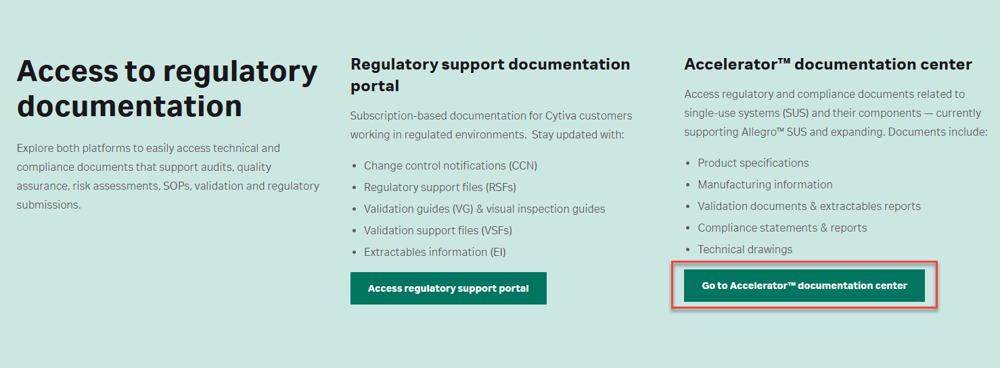 Access to regulatory
documentation
Explore both platforms to easily access technical and
compliance documents that support audits, quality
assurance, risk assessments, SOPs, validation and regulatory
submissions.
Regulatory support documentation
portal
Subscription-based documentation for Cytiva customers
working in regulated environments.  Stay updated with:
• Change control notifications (CCN)
• Regulatory support files (RSFs)
• Validation guides (VG) & visual inspection guides
• Validation support files (VSFs)
• Extractables information (EI)
Access regulatory support portal
Accelerator™ documentation center
Access regulatory and compliance documents related to
single-use systems (SUS) and their components — currently
supporting Allegro™ SUS and expanding. Documents include:
• Product specifications
• Manufacturing information
• Validation documents & extractables reports
• Compliance statements & reports
• Technical drawings
Go to Accelerator™ documentation center